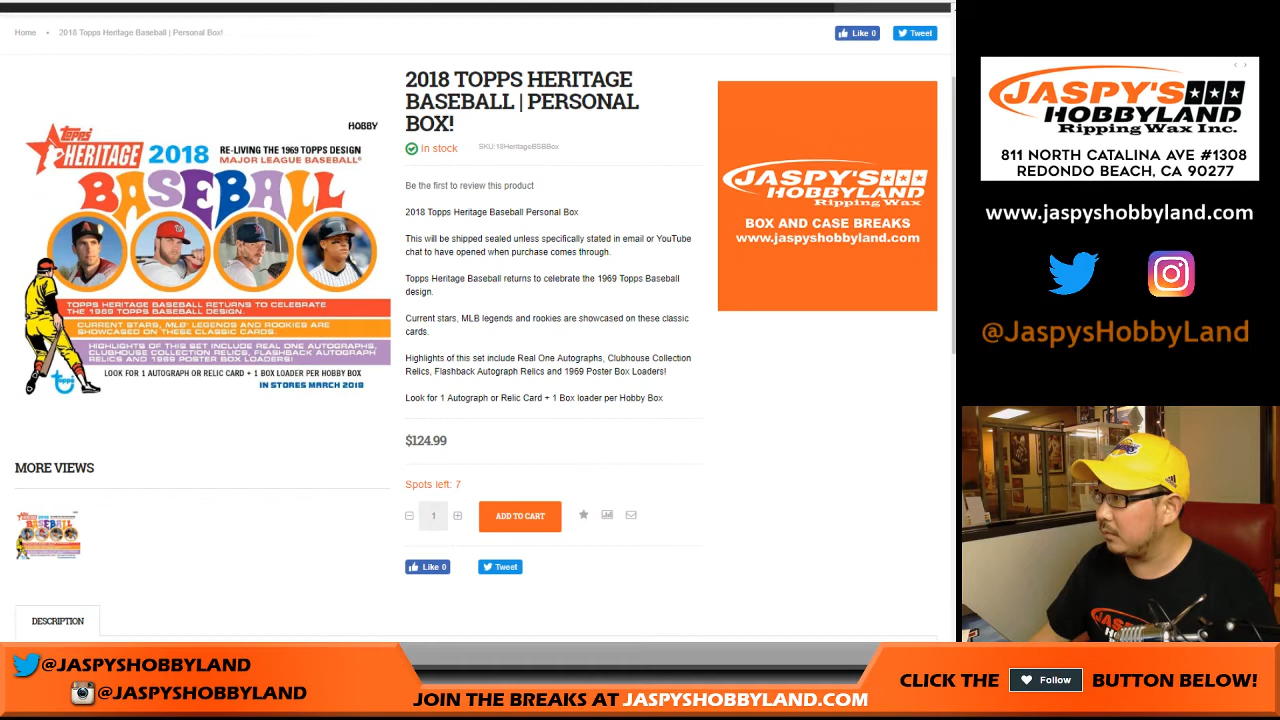 Home • 2018 Topps Heritage Baseball | Personal Box!
Like 0
Tweet
2018 TOPPS HERITAGE
BASEBALL | PERSONAL
BOX!
In stock
SKU:18HeritageBSBBox
Be the first to review this product
2018 Topps Heritage Baseball Personal Box
This will be shipped sealed unless specifically stated in email or YouTube
chat to have opened when purchase comes through.
Topps Heritage Baseball returns to celebrate the 1969 Topps Baseball
design.
Current stars, MLB legends and rookies are showcased on these classic
cards.
Highlights of this set include Real One Autographs, Clubhouse Collection
Relics, Flashback Autograph Relics and 1969 Poster Box Loaders!
Look for 1 Autograph or Relic Card + 1 Box loader per Hobby Box
$124.99
Spots left: 7
1
ADD TO CART
Like 0
Tweet
HOBBY
Topps
HERITAGE
2018
RE-LIVING THE 1969 TOPPS DESIGN
MAJOR LEAGUE BASEBALL®
BASEBALL
TOPPS HERITAGE BASEBALL RETURNS TO CELEBRATE
THE 1969 TOPPS BASEBALL DESIGN.
CURRENT STARS, MLB® LEGENDS AND ROOKIES ARE
SHOWCASED ON THESE CLASSIC CARDS.
HIGHLIGHTS OF THIS SET INCLUDE REAL ONE AUTOGRAPHS,
CLUBHOUSE COLLECTION RELICS, FLASHBACK AUTOGRAPH
RELICS AND 1969 POSTER BOX LOADERS!
LOOK FOR 1 AUTOGRAPH OR RELIC CARD + 1 BOX LOADER PER HOBBY BOX
topps
IN STORES MARCH 2018
MORE VIEWS
DESCRIPTION
JASPY'S
HOBBYLAND
Ripping Wax
BOX AND CASE BREAKS
www.jaspyshobbyland.com
JASPY'S
HOBBYLAND
Ripping Wax Inc.
811 NORTH CATALINA AVE #1308
REDONDO BEACH, CA 90277
www.jaspyshobbyland.com
@JaspysHobbyLand
@JASPYSHOBBYLAND
@JASPYSHOBBYLAND
JOIN THE BREAKS AT JASPYSHOBBYLAND.COM
CLICK THE
Follow
BUTTON BELOW!